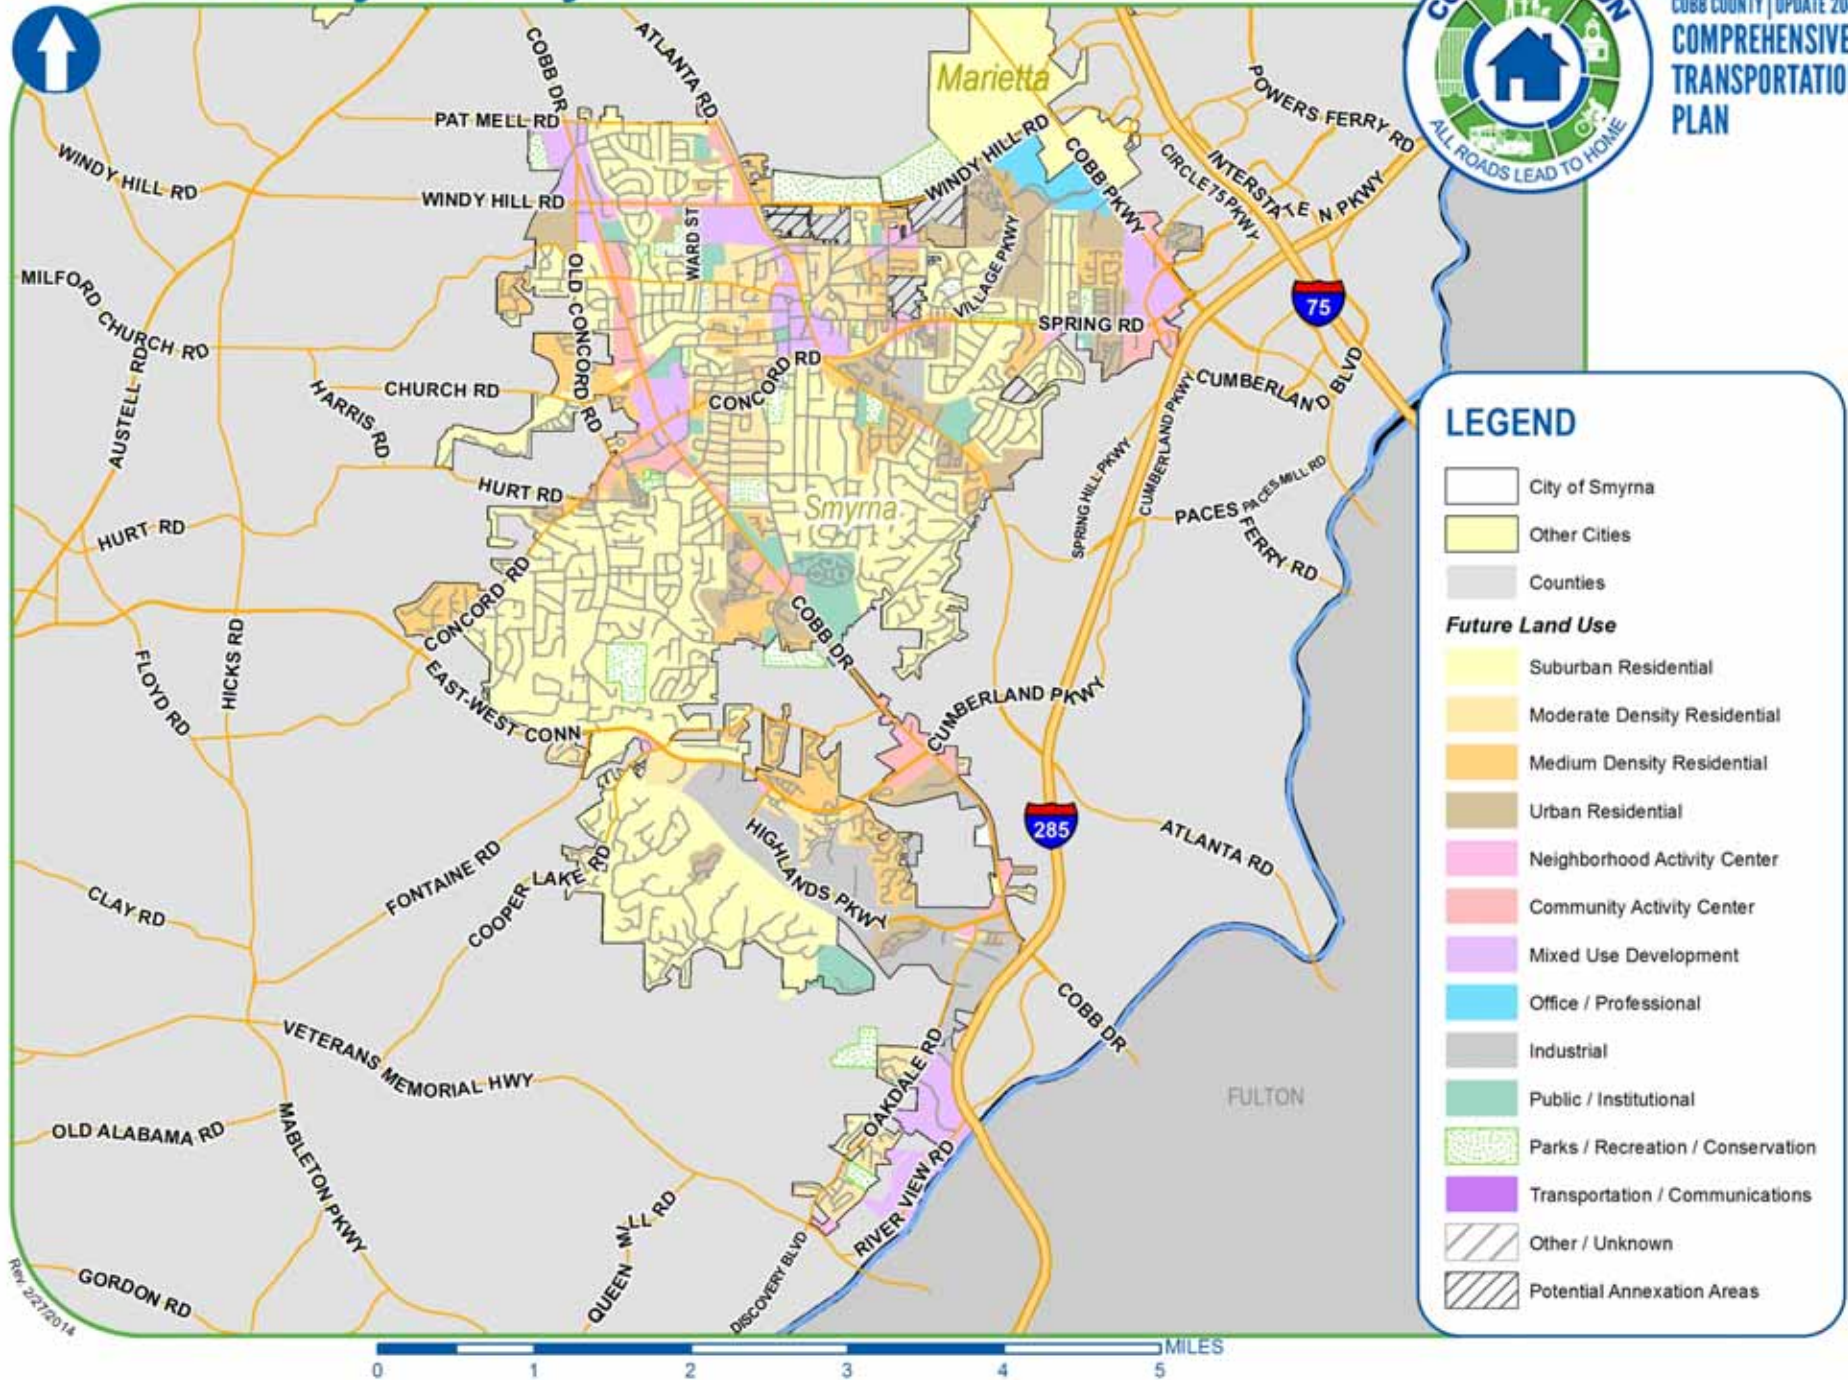 COBB COUNTY | UPDATE
COMPREHENSIVE
TRANSPORTATIO
PLAN
ALL ROADS LEAD TO HOME
Marietta
COBB DR
ATLANTA RD
PAT MELL RD
POWERS FERRY RD
WINDY HILL RD
WINDY HILL RD
WINDY HILL RD
COBB PKWY
CIRCLE 75 PKWY
INTERSTATE N PKWY
WARD ST
VILLAGE PKWY
MILFORD CHURCH RD
OLD CONCORD RD
75
SPRING RD
AUSTELL RD
CHURCH RD
HARRIS RD
CONCORD RD
CUMBERLAND BLVD
CUMBERLAND PKWY
SPRING HILL PKWY
HURT RD
HURT RD
Smyrna
PACES FERRY RD
PACES MILL RD
CONCORD RD
COBB DR
FLOYD RD
HICKS RD
EAST-WEST CONN
CUMBERLAND PKWY
285
ATLANTA RD
HIGHLANDS PKWY
FONTAINE RD
COOPER LAKE RD
CLAY RD
COBB DR
VETERANS MEMORIAL HWY
OAKDALE RD
FULTON
OLD ALABAMA RD
MABLETON PKWY
RIVER VIEW RD
QUEEN MILL RD
DISCOVERY BLVD
GORDON RD
Rev. 2/27/2014
0 1 2 3 4 5 MILES
LEGEND
City of Smyrna
Other Cities
Counties
Future Land Use
Suburban Residential
Moderate Density Residential
Medium Density Residential
Urban Residential
Neighborhood Activity Center
Community Activity Center
Mixed Use Development
Office / Professional
Industrial
Public / Institutional
Parks / Recreation / Conservation
Transportation / Communications
Other / Unknown
Potential Annexation Areas